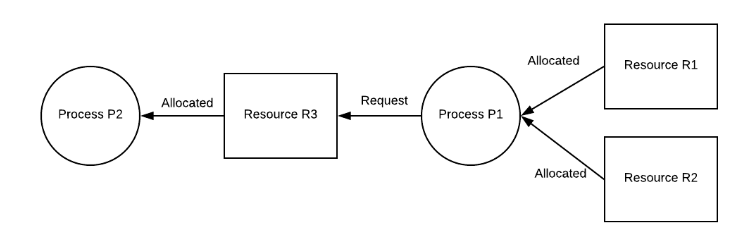 Process P2
Allocated
Resource R3
Request
Process P1
Allocated
Resource R1
Allocated
Resource R2